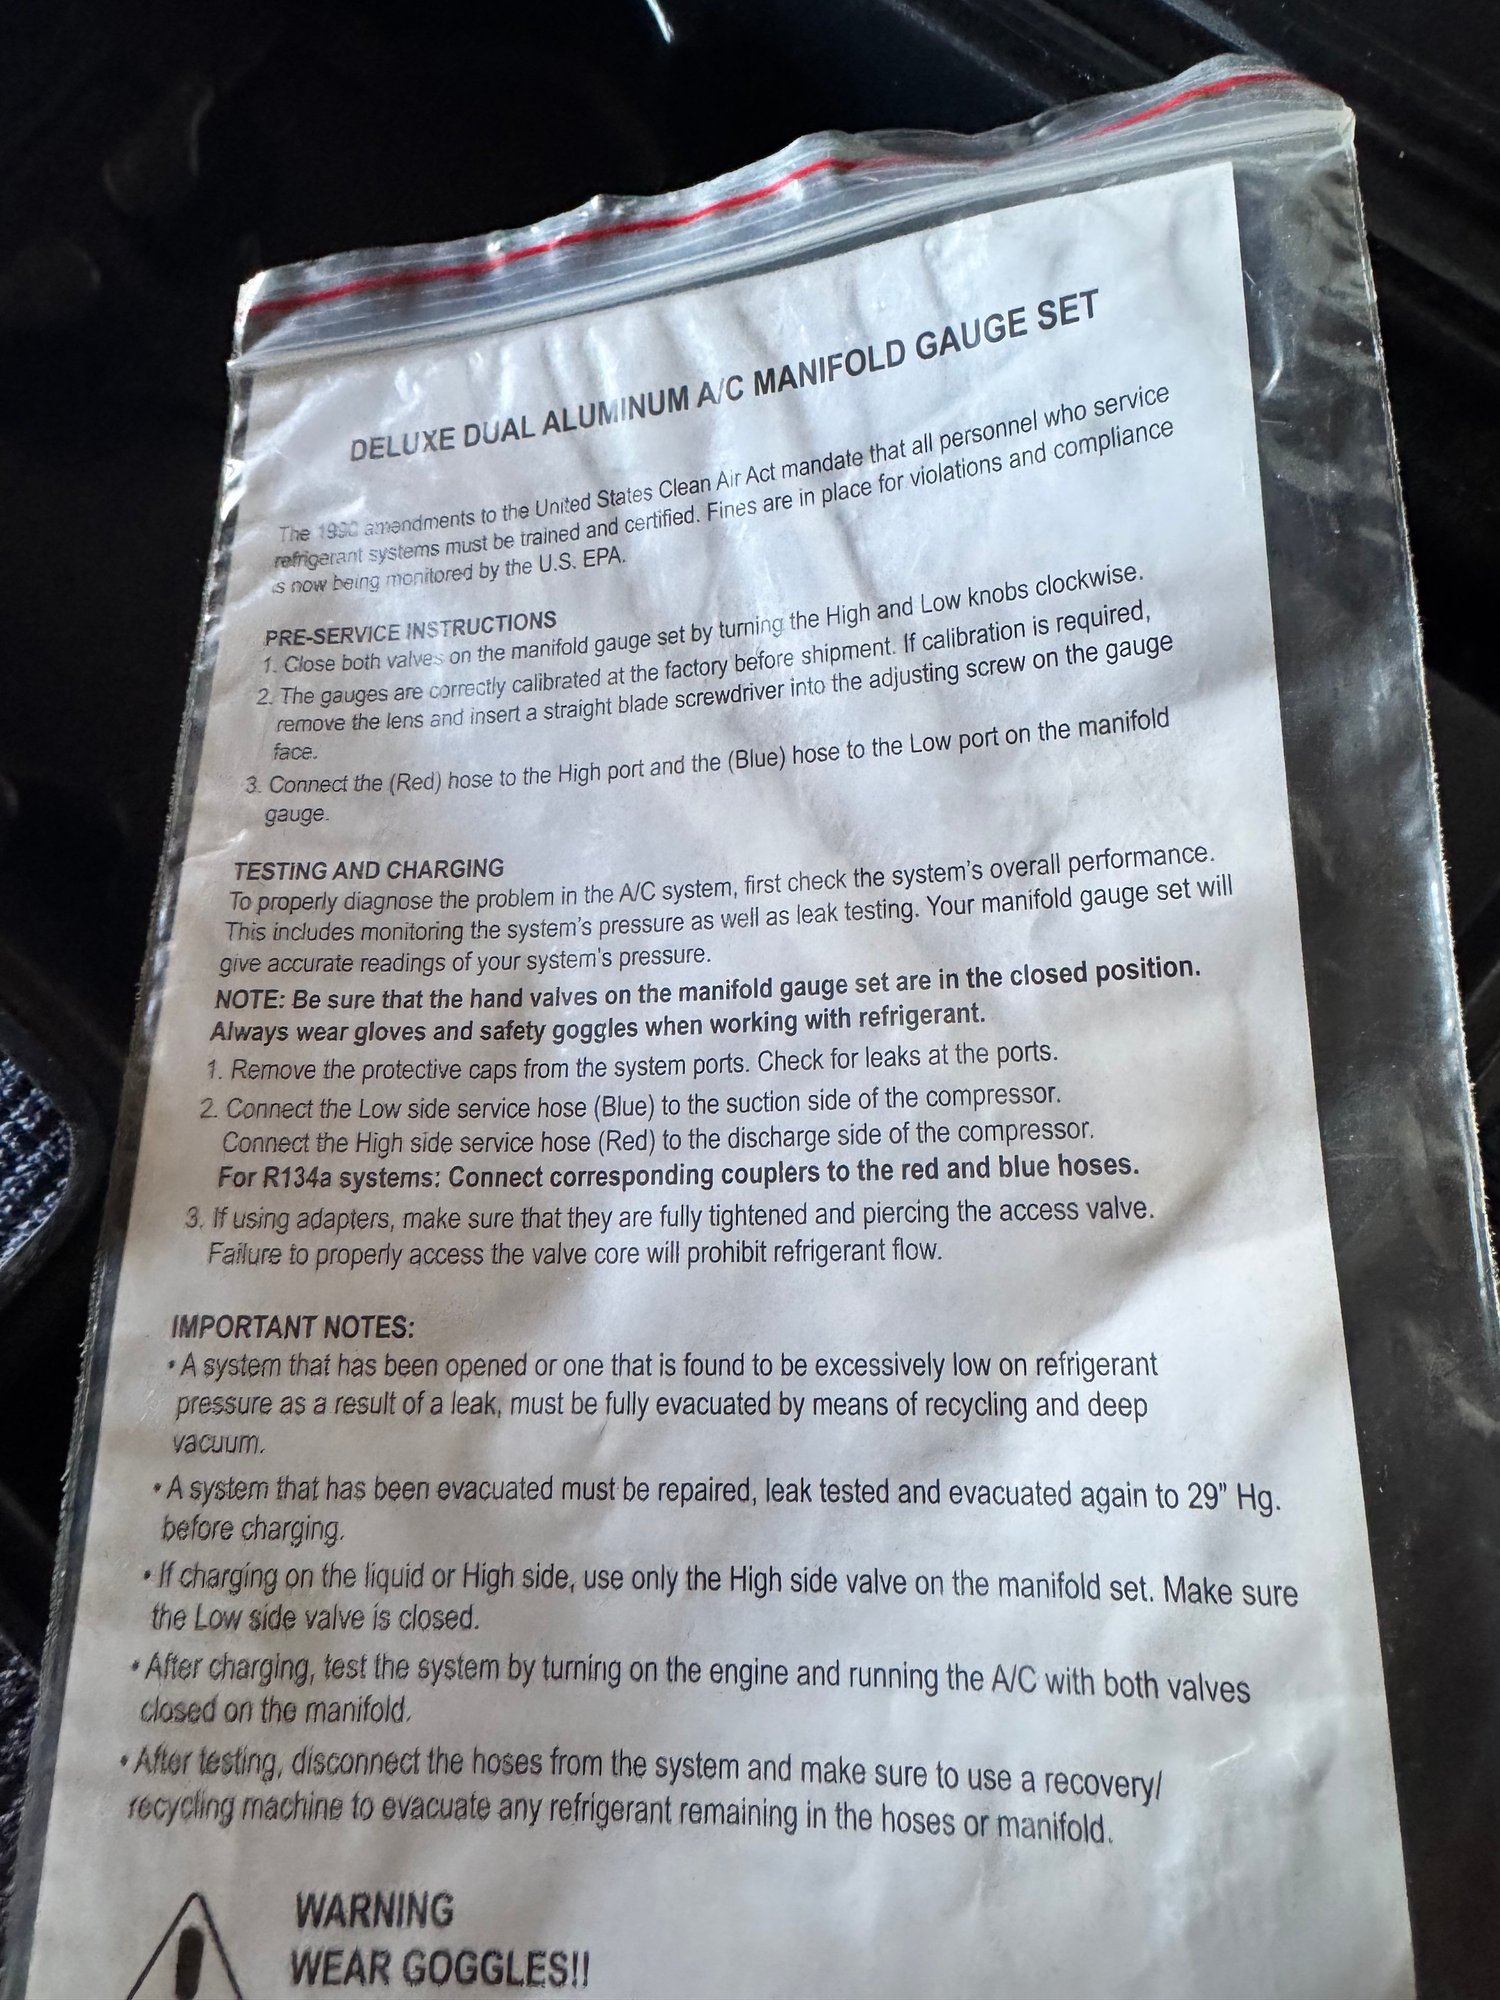 DELUXE DUAL ALUMINUM A/C MANIFOLD GAUGE SET
The 1990 amendments to the United States Clean Air Act mandate that all personnel who service
refrigerant systems must be trained and certified. Fines are in place for violations and compliance
is now being monitored by the U.S. EPA.
PRE-SERVICE INSTRUCTIONS
1. Close both valves on the manifold gauge set by turning the High and Low knobs clockwise.
2. The gauges are correctly calibrated at the factory before shipment. If calibration is required,
remove the lens and insert a straight blade screwdriver into the adjusting screw on the gauge
face.
3. Connect the (Red) hose to the High port and the (Blue) hose to the Low port on the manifold
gauge.
TESTING AND CHARGING
To properly diagnose the problem in the A/C system, first check the system's overall performance.
This includes monitoring the system's pressure as well as leak testing. Your manifold gauge set will
give accurate readings of your system's pressure.
NOTE: Be sure that the hand valves on the manifold gauge set are in the closed position.
Always wear gloves and safety goggles when working with refrigerant.
1. Remove the protective caps from the system ports. Check for leaks at the ports.
2. Connect the Low side service hose (Blue) to the suction side of the compressor.
Connect the High side service hose (Red) to the discharge side of the compressor.
For R134a systems: Connect corresponding couplers to the red and blue hoses.
3. If using adapters, make sure that they are fully tightened and piercing the access valve.
Failure to properly access the valve core will prohibit refrigerant flow.
IMPORTANT NOTES:
• A system that has been opened or one that is found to be excessively low on refrigerant
pressure as a result of a leak, must be fully evacuated by means of recycling and deep
vacuum.
• A system that has been evacuated must be repaired, leak tested and evacuated again to 29" Hg.
before charging.
• If charging on the liquid or High side, use only the High side valve on the manifold set. Make sure
the Low side valve is closed.
• After charging, test the system by turning on the engine and running the A/C with both valves
closed on the manifold.
• After testing, disconnect the hoses from the system and make sure to use a recovery/
recycling machine to evacuate any refrigerant remaining in the hoses or manifold.
WARNING
WEAR GOGGLES!!